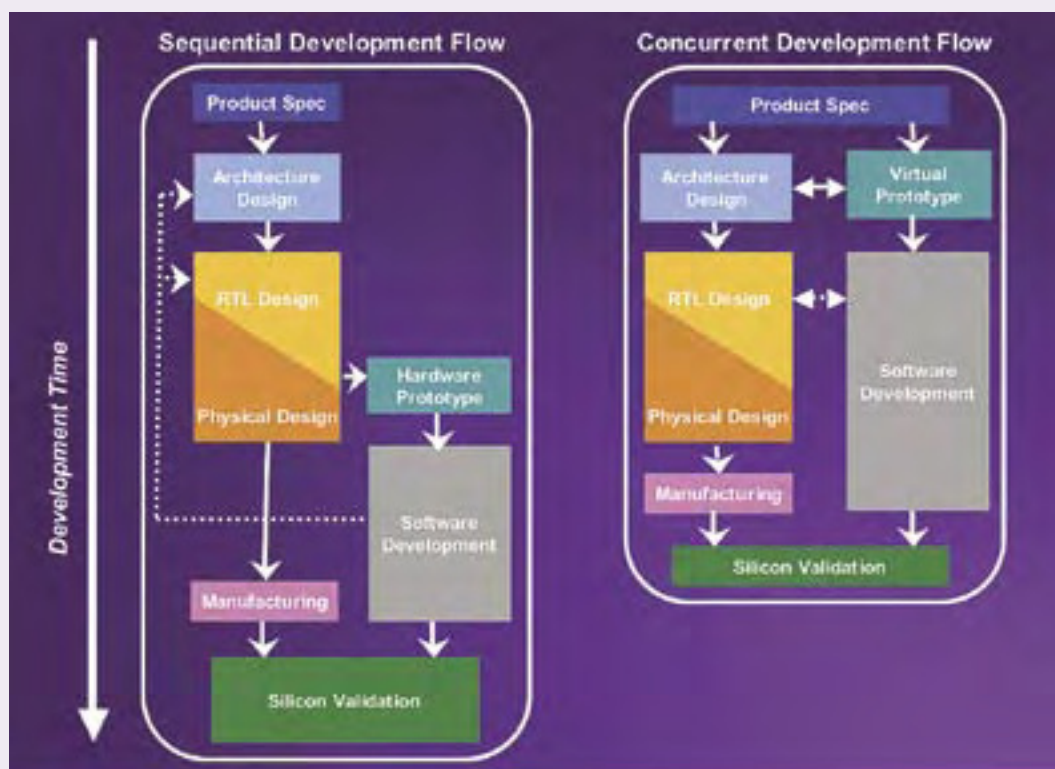 Sequential Development Flow
Product Spec
Architecture
Design
RTL Design
Physical Design
Hardware
Prototype
Software
Development
Manufacturing
Silicon Validation
Concurrent Development Flow
Product Spec
Architecture
Design
Virtual
Prototype
RTL Design
Physical Design
Software
Development
Manufacturing
Silicon Validation
Development Time